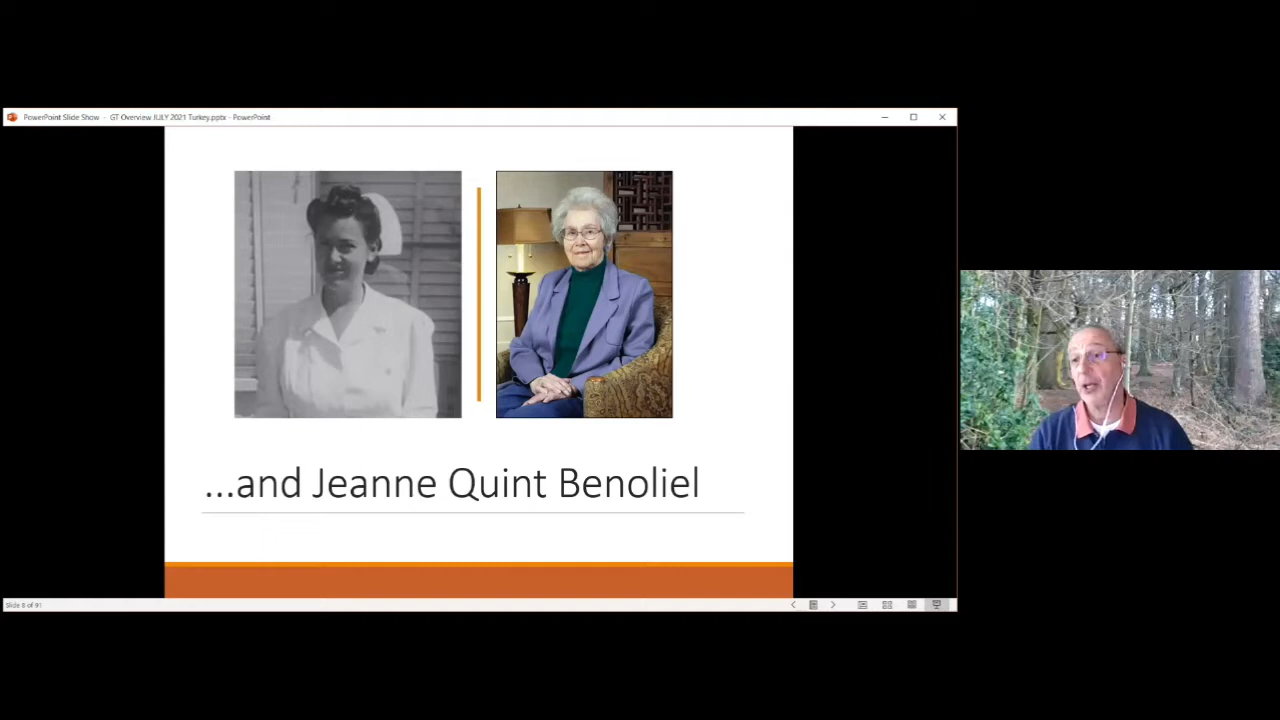 PowerPoint Slide Show - GT Overview JULY 2021 Turkey.pptx - PowerPoint
...and Jeanne Quint Benoliel
Slide 8 of 91